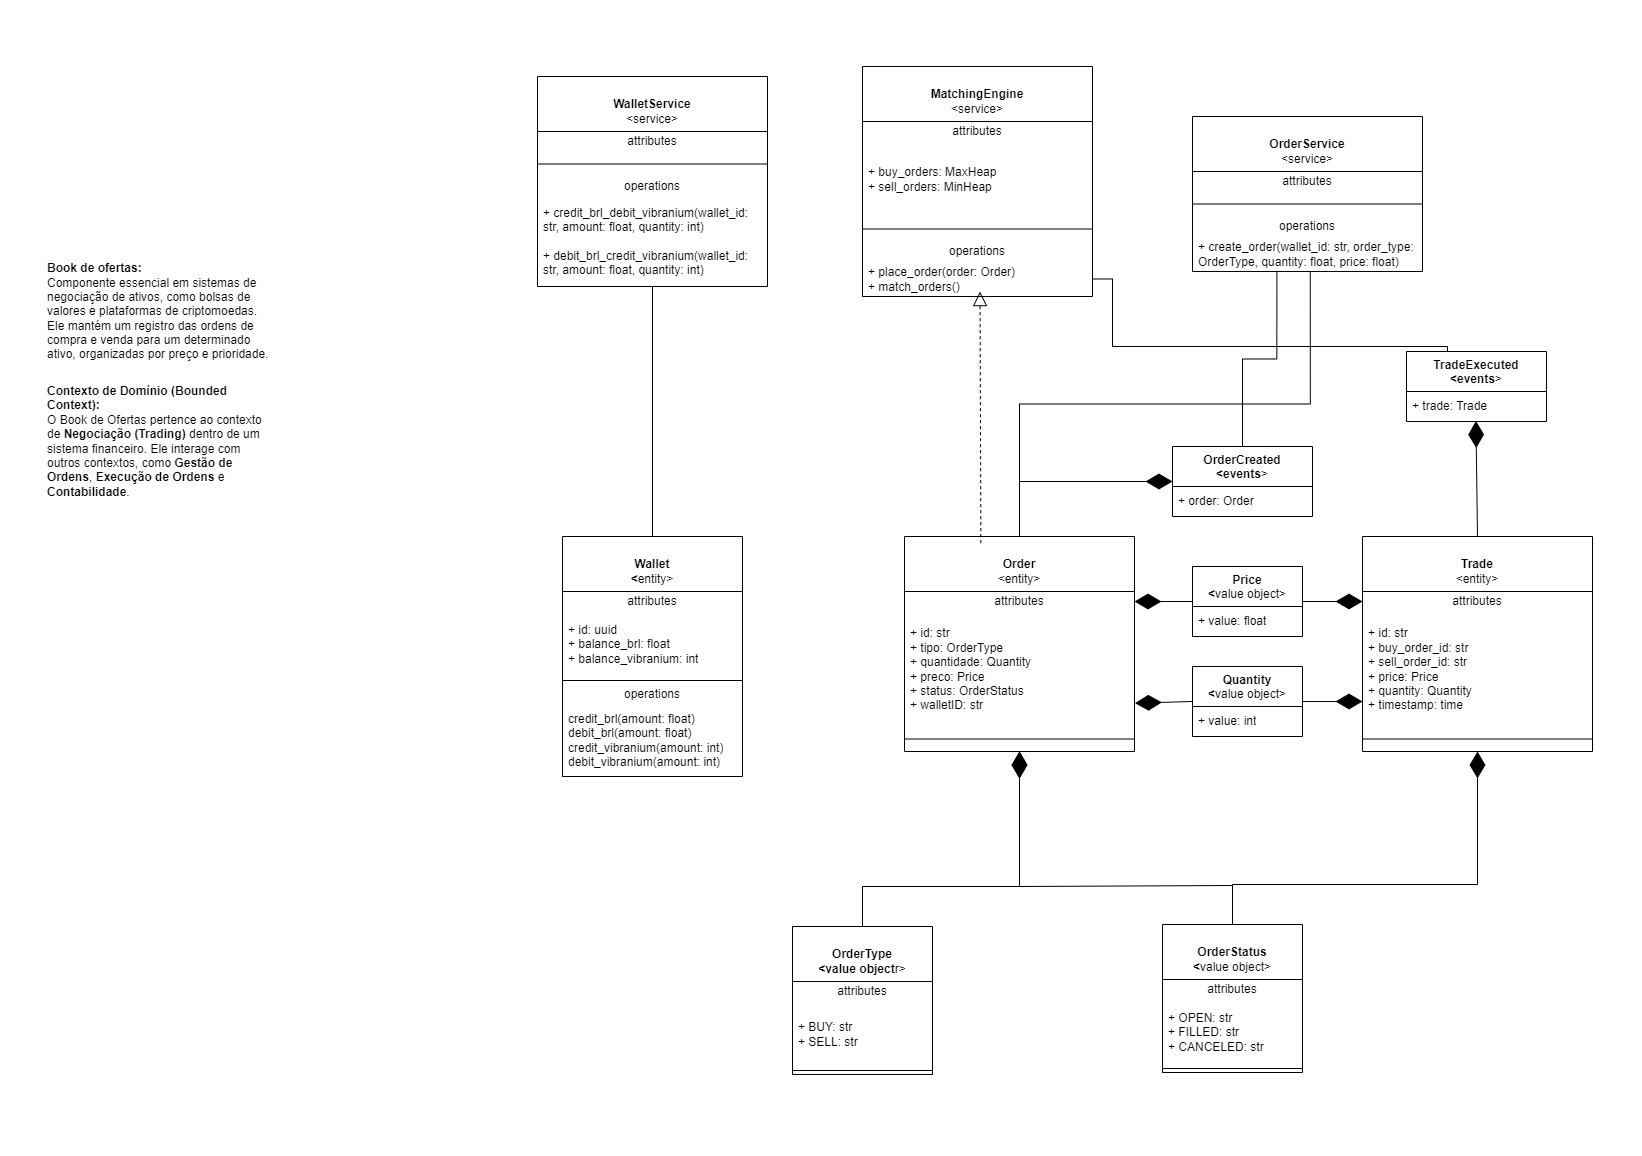 Book de ofertas:
Componente essencial em sistemas de
negociação de ativos, como bolsas de
valores e plataformas de criptomoedas.
Ele mantém um registro das ordens de
compra e venda para um determinado
ativo, organizadas por preço e prioridade.
Contexto de Domínio (Bounded
Context):
O Book de Ofertas pertence ao contexto
de Negociação (Trading) dentro de um
sistema financeiro. Ele interage com
outros contextos, como Gestão de
Ordens, Execução de Ordens e
Contabilidade.
WalletService
<service>
attributes
operations
+ credit_brl_debit_vibranium(wallet_id:
str, amount: float, quantity: int)
+ debit_brl_credit_vibranium(wallet_id:
str, amount: float, quantity: int)
MatchingEngine
<service>
attributes
+ buy_orders: MaxHeap
+ sell_orders: MinHeap
operations
+ place_order(order: Order)
+ match_orders()
OrderService
<service>
attributes
operations
+ create_order(wallet_id: str, order_type:
OrderType, quantity: float, price: float)
TradeExecuted
<events>
+ trade: Trade
OrderCreated
<events>
+ order: Order
Wallet
<entity>
attributes
+ id: uuid
+ balance_brl: float
+ balance_vibranium: int
operations
credit_brl(amount: float)
debit_brl(amount: float)
credit_vibranium(amount: int)
debit_vibranium(amount: int)
Order
<entity>
attributes
+ id: str
+ tipo: OrderType
+ quantidade: Quantity
+ preco: Price
+ status: OrderStatus
+ walletID: str
Price
<value object>
+ value: float
Quantity
<value object>
+ value: int
Trade
<entity>
attributes
+ id: str
+ buy_order_id: str
+ sell_order_id: str
+ price: Price
+ quantity: Quantity
+ timestamp: time
OrderType
<value objectr>
attributes
+ BUY: str
+ SELL: str
OrderStatus
<value object>
attributes
+ OPEN: str
+ FILLED: str
+ CANCELED: str